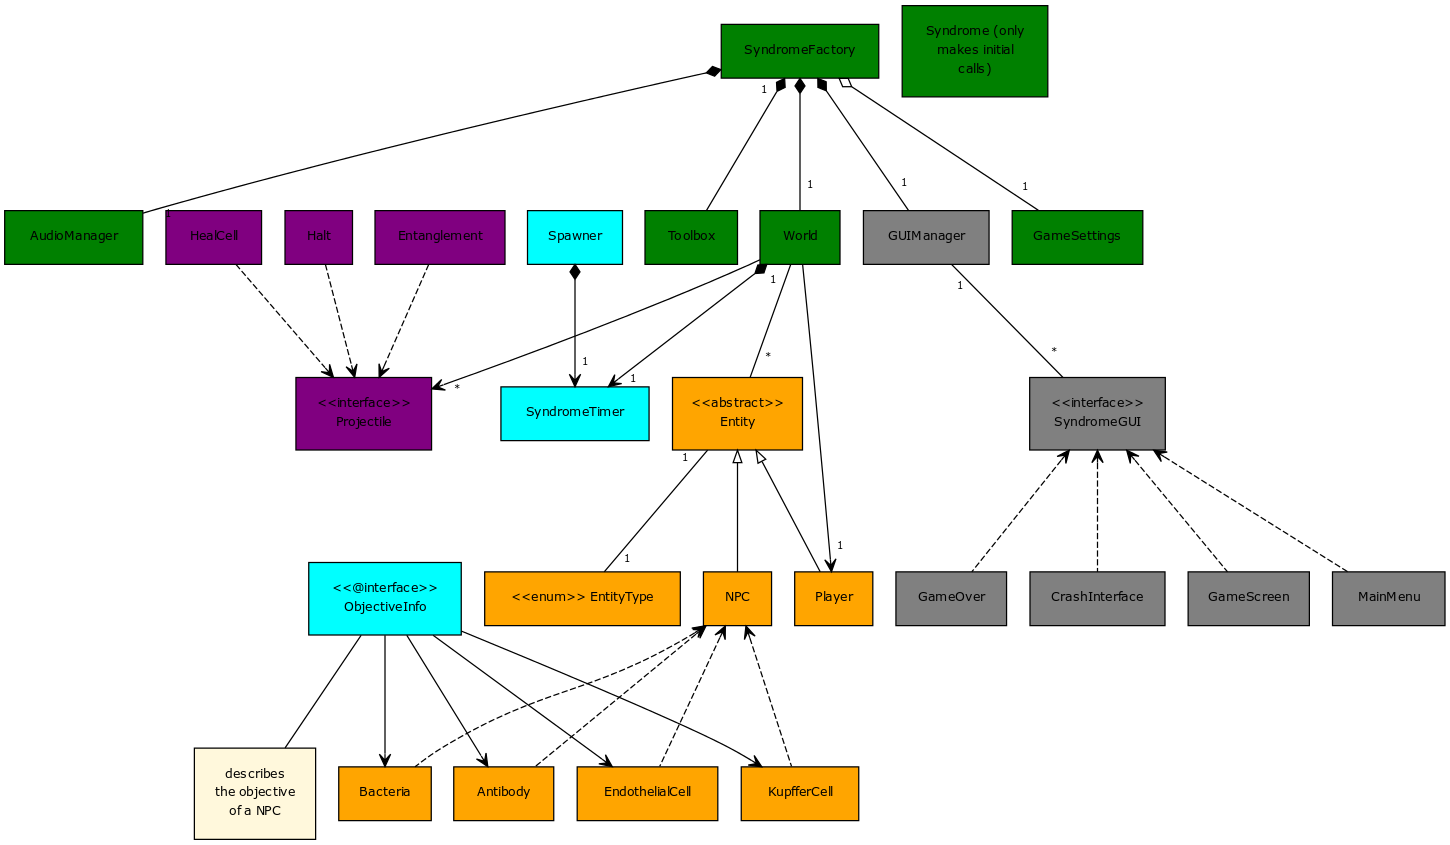 Syndrome (only
makes initial
calls)
SyndromeFactory
1
1
1
1
1
AudioManager
HealCell
Halt
Entanglement
Spawner
Toolbox
World
GUIManager
GameSettings
1
1
1
1
*
*
*
<<interface>>
Projectile
SyndromeTimer
<<abstract>>
Entity
<<interface>>
SyndromeGUI
1
1
1
<<@interface>>
ObjectiveInfo
<<enum>> EntityType
NPC
Player
GameOver
CrashInterface
GameScreen
MainMenu
describes
the objective
of a NPC
Bacteria
Antibody
EndothelialCell
KupfferCell